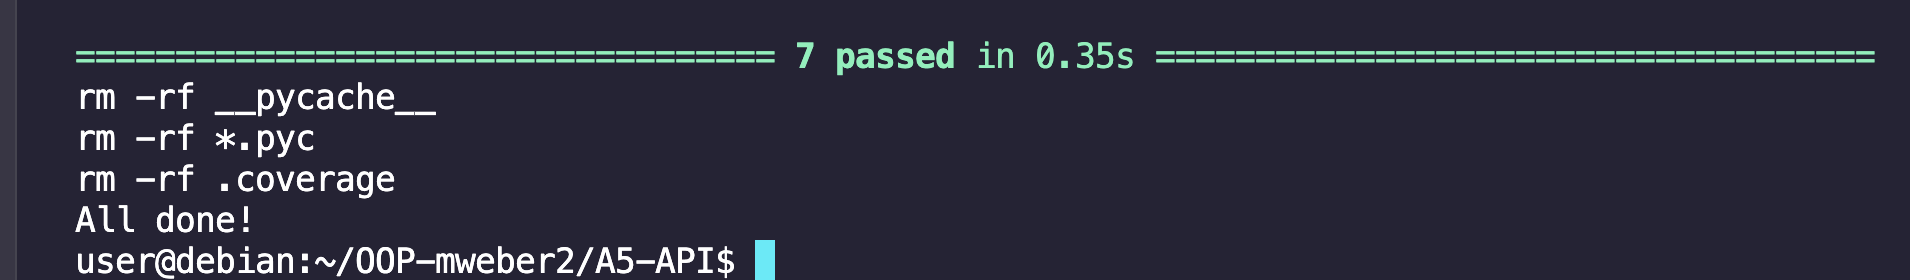 =================================== 7 passed in 0.35s ====================================
rm -rf __pycache__
rm -rf *.pyc
rm -rf .coverage
All done!
user@debian:~/OOP-mweber2/A5-API$